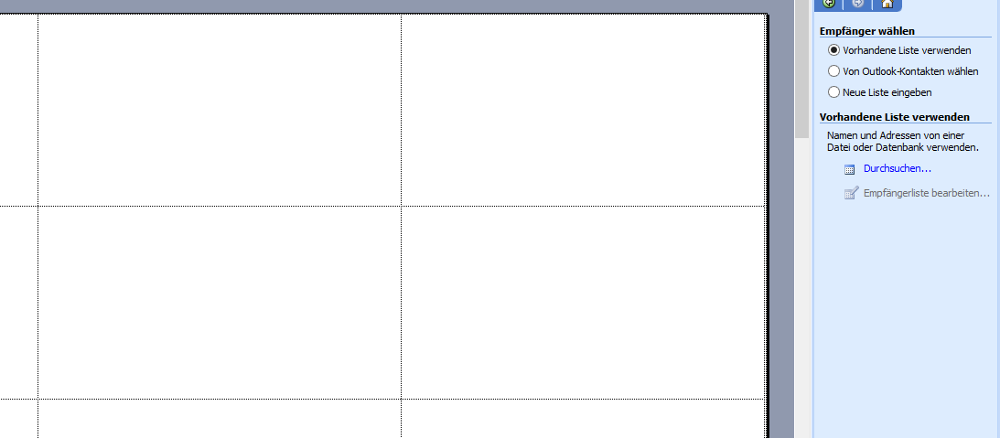 Empfänger wählen
Vorhandene Liste verwenden
Von Outlook-Kontakten wählen
Neue Liste eingeben
Vorhandene Liste verwenden
Namen und Adressen von einer
Datei oder Datenbank verwenden.
Durchsuchen...
Empfängerliste bearbeiten...